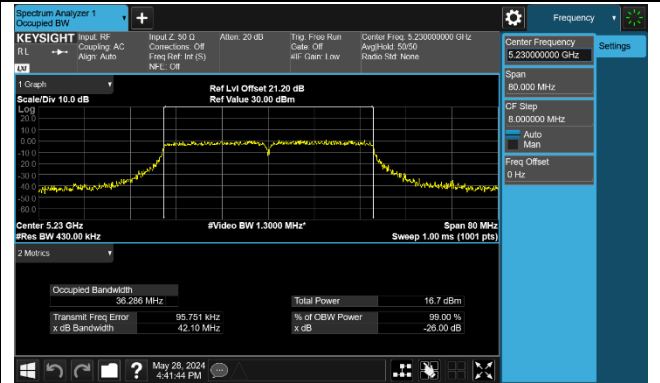 Spectrum Analyzer 1
Occupied BW
Frequency
KEYSIGHT
RL
LXI
Input: RF
Coupling: AC
Align: Auto
Input Z: 50 Ω
Corrections: Off
Freq Ref: Int (S)
NFE: Off
Atten: 20 dB
Trig: Free Run
Gate: Off
#IF Gain: Low
Center Freq: 5.230000000 GHz
Avg|Hold: 50/50
Radio Std: None
Center Frequency
5.230000000 GHz
Settings
Span
80.000 MHz
CF Step
8.000000 MHz
Auto
Man
Freq Offset
0 Hz
1 Graph
Scale/Div 10.0 dB
Ref Lvl Offset 21.20 dB
Ref Value 30.00 dBm
Log
20.0
10.0
0.00
-10.0
-20.0
-30.0
-40.0
-50.0
-60.0
Center 5.23 GHz
#Video BW 1.3000 MHz*
Span 80 MHz
#Res BW 430.00 kHz
Sweep 1.00 ms (1001 pts)
2 Metrics
Occupied Bandwidth
36.286 MHz
Total Power 16.7 dBm
Transmit Freq Error 95.751 kHz
% of OBW Power 99.00 %
x dB Bandwidth 42.10 MHz
x dB -26.00 dB
?
May 28, 2024
4:41:44 PM